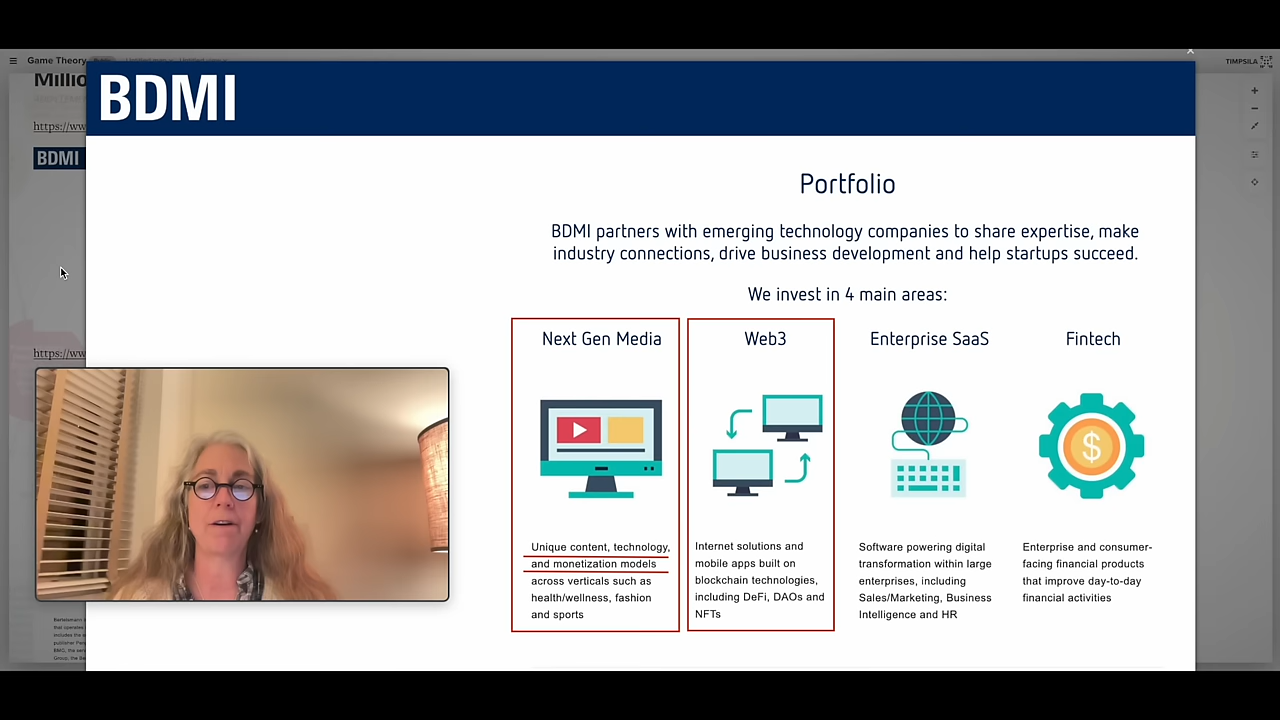 Game Theory
TIMPSILA
Millio
https://ww
BDMI
https://ww
BDMI
Portfolio
BDMI partners with emerging technology companies to share expertise, make
industry connections, drive business development and help startups succeed.
We invest in 4 main areas:
Next Gen Media
Unique content, technology,
and monetization models
across verticals such as
health/wellness, fashion
and sports
Web3
Internet solutions and
mobile apps built on
blockchain technologies,
including DeFi, DAOs and
NFTs
Enterprise SaaS
Software powering digital
transformation within large
enterprises, including
Sales/Marketing, Business
Intelligence and HR
Fintech
Enterprise and consumer-
facing financial products
that improve day-to-day
financial activities